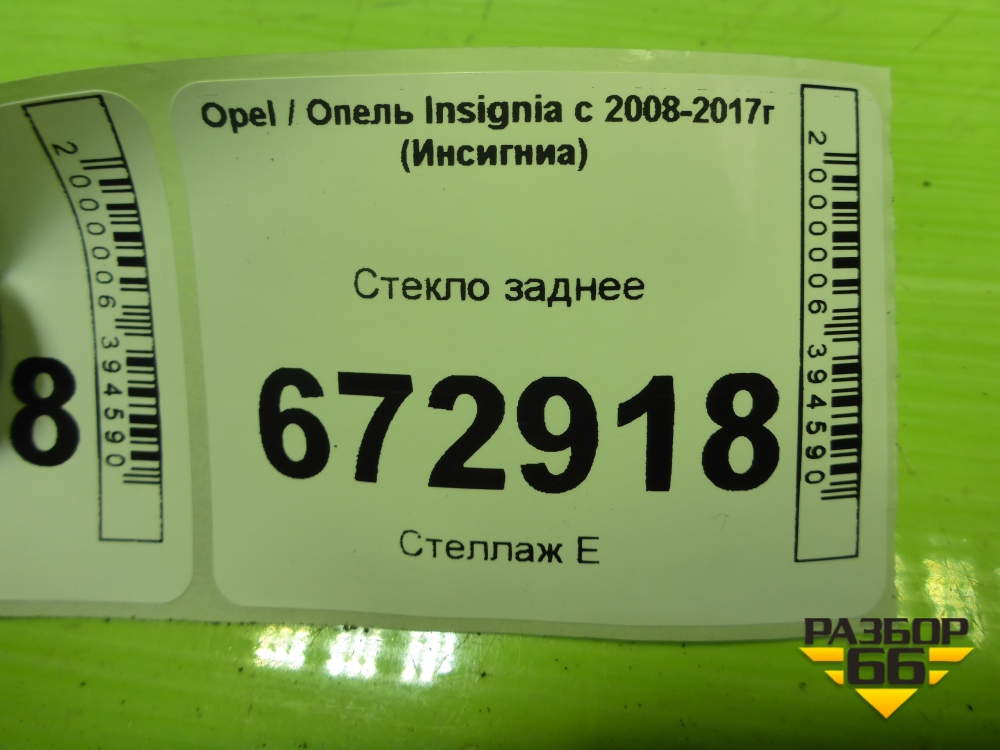 8
2000006394590
Opel / Опель Insignia с 2008-2017г
(Инсигниа)
Стекло заднее
672918
Стеллаж Е
2000006394590
РАЗБОР
66